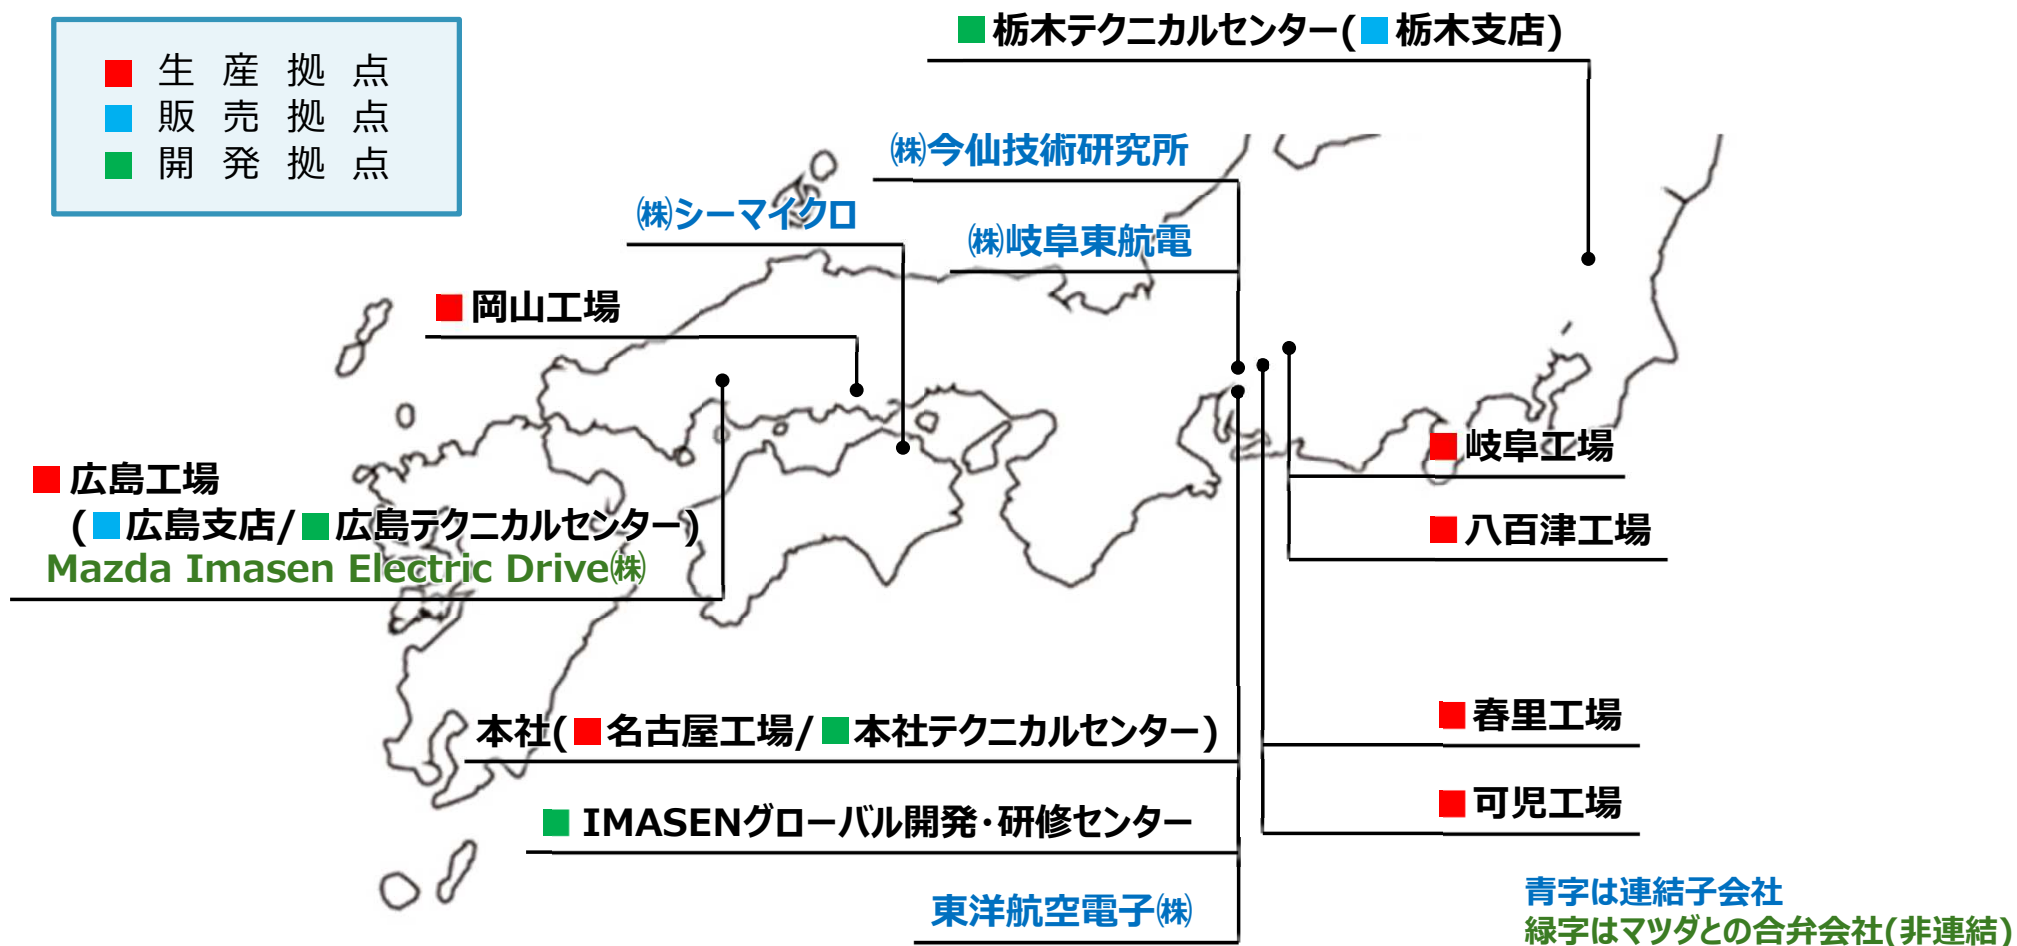 生産拠点
販売拠点
開発拠点
栃木テクニカルセンター(栃木支店)
㈱今仙技術研究所
㈱シーマイクロ
㈱岐阜東航電
岡山工場
岐阜工場
八百津工場
広島工場
(広島支店/広島テクニカルセンター)
Mazda Imasen Electric Drive㈱
本社(名古屋工場/本社テクニカルセンター)
春里工場
IMASENグローバル開発・研修センター
可児工場
東洋航空電子㈱
青字は連結子会社
緑字はマツダとの合弁会社(非連結)